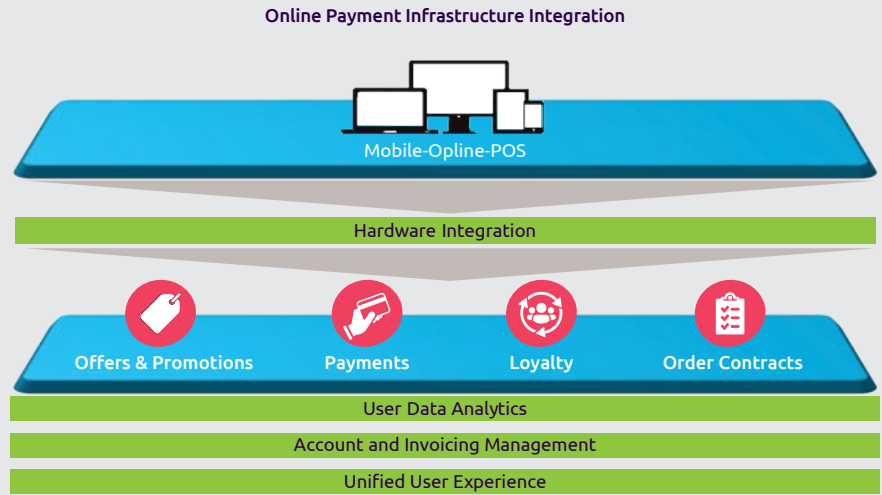 Online Payment Infrastructure Integration
Mobile-Opline-POS
Hardware Integration
Offers & Promotions
Payments
Loyalty
Order Contracts
User Data Analytics
Account and Invoicing Management
Unified User Experience